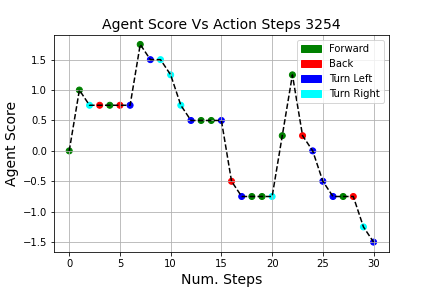 Agent Score Vs Action Steps 3254
Forward
Back
Turn Left
Turn Right
1.5
1.0
0.5
0.0
−0.5
−1.0
−1.5
Agent Score
0 5 10 15 20 25 30
Num. Steps